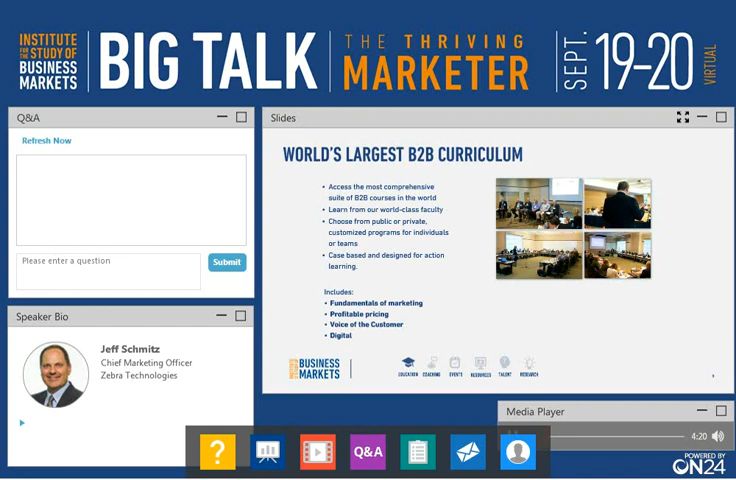 INSTITUTE
FOR THE STUDY OF
BUSINESS
MARKETS
BIG TALK
THE THRIVING
MARKETER
SEPT.
19-20
VIRTUAL
Q&A
Refresh Now
Please enter a question
Submit
Speaker Bio
Jeff Schmitz
Chief Marketing Officer
Zebra Technologies
Slides
WORLD'S LARGEST B2B CURRICULUM
• Access the most comprehensive
suite of B2B courses in the world
• Learn from our world-class faculty
• Choose from public or private,
customized programs for individuals
or teams
• Case based and designed for action
learning.
Includes:
• Fundamentals of marketing
• Profitable pricing
• Voice of the Customer
• Digital
BUSINESS
MARKETS
EDUCATION COACHING EVENTS RESOURCES TALENT RESEARCH
Media Player
4:20
?
Q&A
POWERED BY
ON24